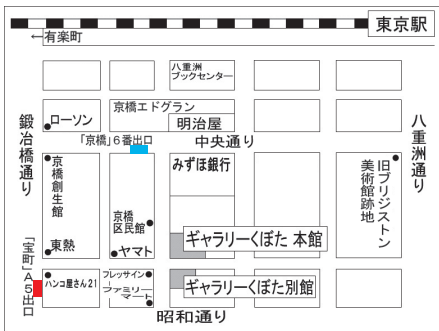 東京駅
←有楽町
八重洲
ブックセンター
京橋エドグラン
ローソン
明治屋
「京橋」6番出口
中央通り
鍛冶橋通り
八重洲通り
みずほ銀行
京橋創生館
旧ブリジストン
美術館跡地
京橋
区民館
ギャラリーくぼた 本館
東熱
ヤマト
「宝町」A5出口
ハンコ屋さん21
フレッサイン
ファミリー
マート
ギャラリーくぼた別館
昭和通り